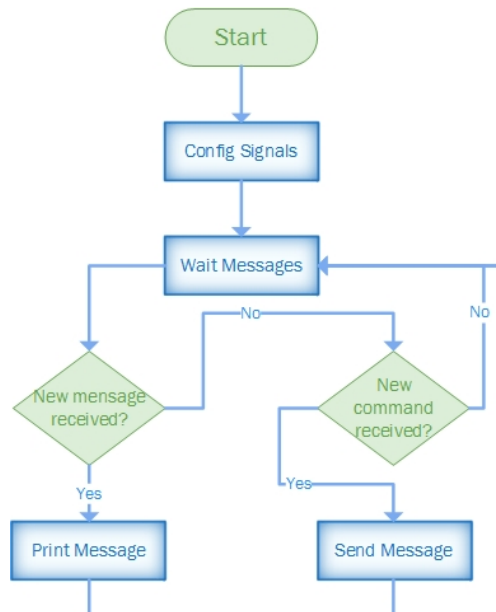 Start
Config Signals
Wait Messages
No
No
New mensage
received?
New
command
received?
Yes
Yes
Print Message
Send Message